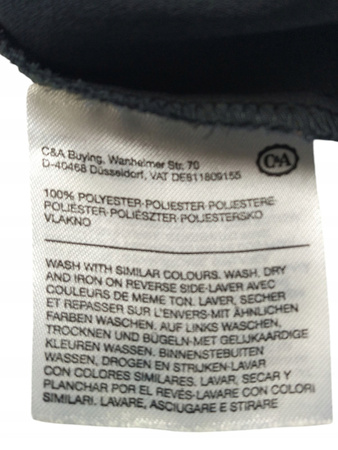 C&A Buying, Wanheimer Str. 70
D-40468 Düsseldorf, VAT DE811809155
C&A
100% POLYESTER-POLIESTER-POLIESTERE
POLIÉSTER-POLIÉSZTER-POLIESTERSKO
VLAKNO
WASH WITH SIMILAR COLOURS. WASH, DRY
AND IRON ON REVERSE SIDE-LAVER AVEC
COULEURS DE MEME TON. LAVER, SECHER
ET REPASSER SUR L'ENVERS-MIT ÄHNLICHEN
FARBEN WASCHEN. AUF LINKS WASCHEN,
TROCKNEN UND BÜGELN-MET GELIJKAARDIGE
KLEUREN WASSEN. BINNENSTEBUITEN
WASSEN, DROGEN EN STRIJKEN-LAVAR
CON COLORES SIMILARES. LAVAR, SECAR Y
PLANCHAR POR EL REVÉS-LAVARE CON COLORI
SIMILARI. LAVARE, ASCIUGARE E STIRARE